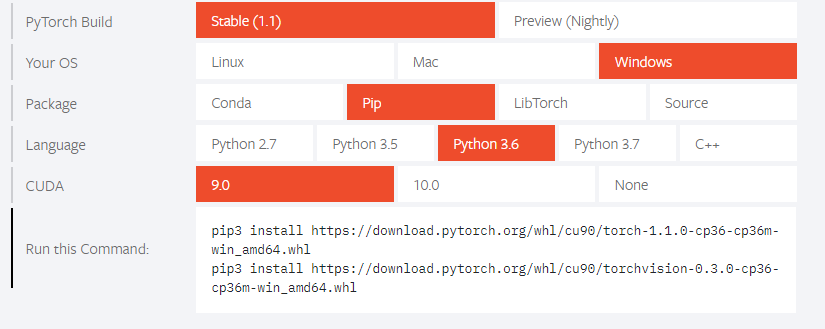 PyTorch Build Stable (1.1) Preview (Nightly)
Your OS Linux Mac Windows
Package Conda Pip LibTorch Source
Language Python 2.7 Python 3.5 Python 3.6 Python 3.7 C++
CUDA 9.0 10.0 None
Run this Command:
pip3 install https://download.pytorch.org/whl/cu90/torch-1.1.0-cp36-cp36m-
win_amd64.whl
pip3 install https://download.pytorch.org/whl/cu90/torchvision-0.3.0-cp36-
cp36m-win_amd64.whl